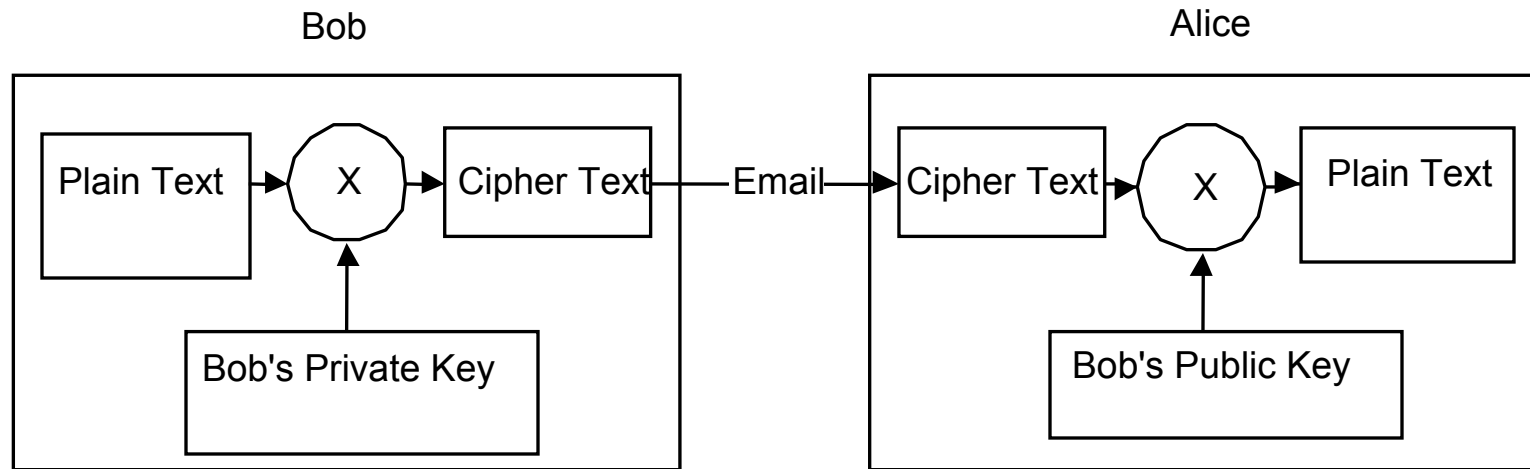 Bob
Alice
Plain Text
X
Cipher Text
Email
Cipher Text
X
Plain Text
Bob's Private Key
Bob's Public Key